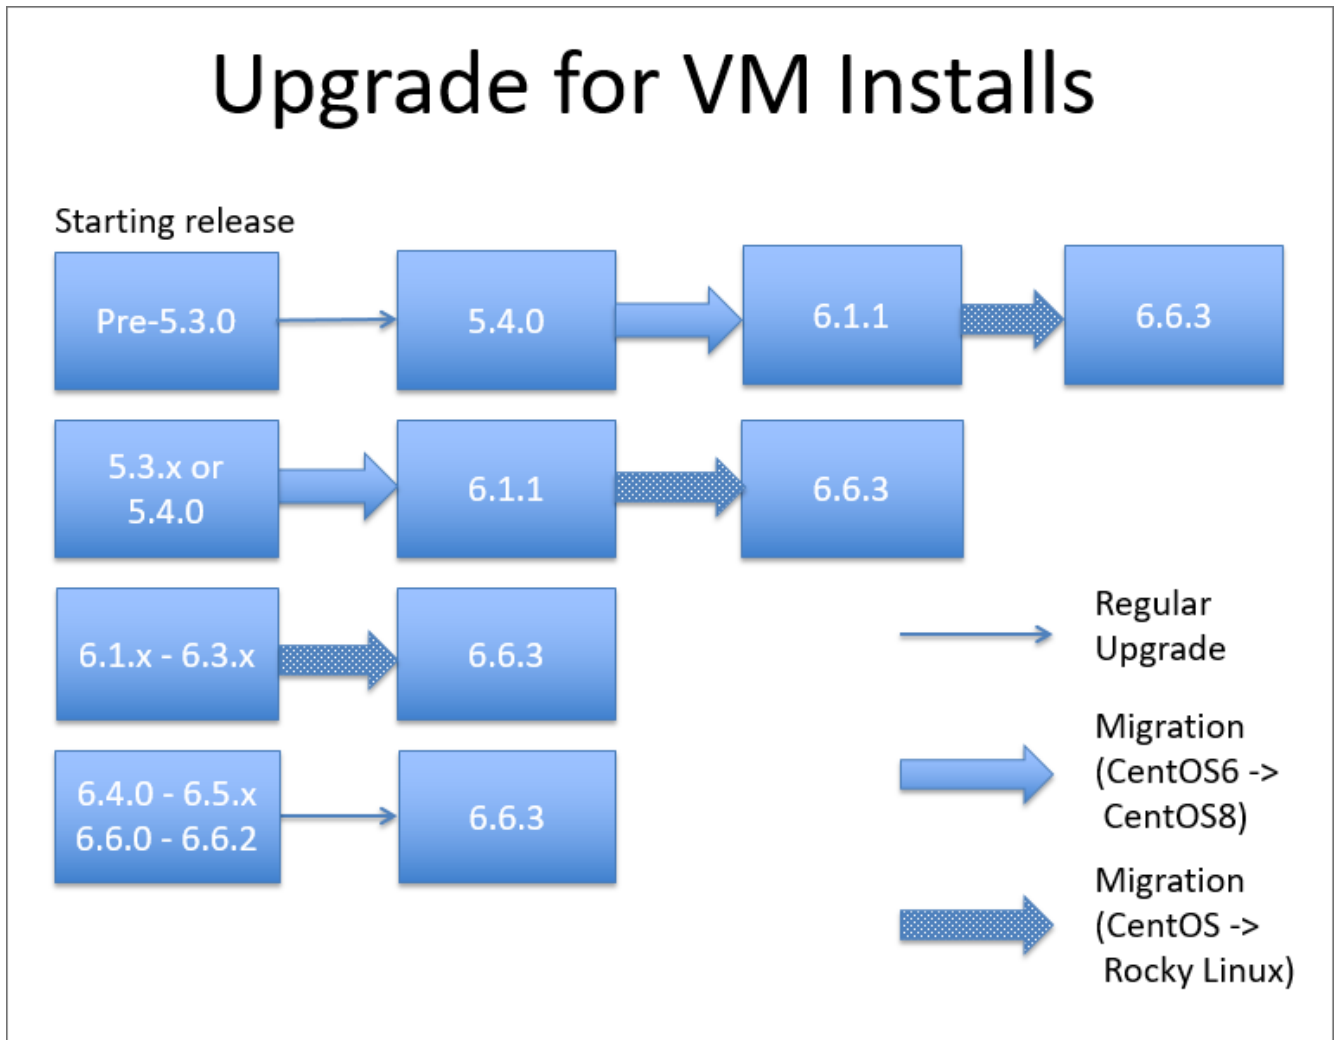 Upgrade for VM Installs
Starting release
Pre-5.3.0
5.4.0
6.1.1
6.6.3
5.3.x or
5.4.0
6.1.1
6.6.3
6.1.x - 6.3.x
6.6.3
6.4.0 - 6.5.x
6.6.0 - 6.6.2
6.6.3
Regular
Upgrade
Migration
(CentOS6 ->
CentOS8)
Migration
(CentOS ->
Rocky Linux)